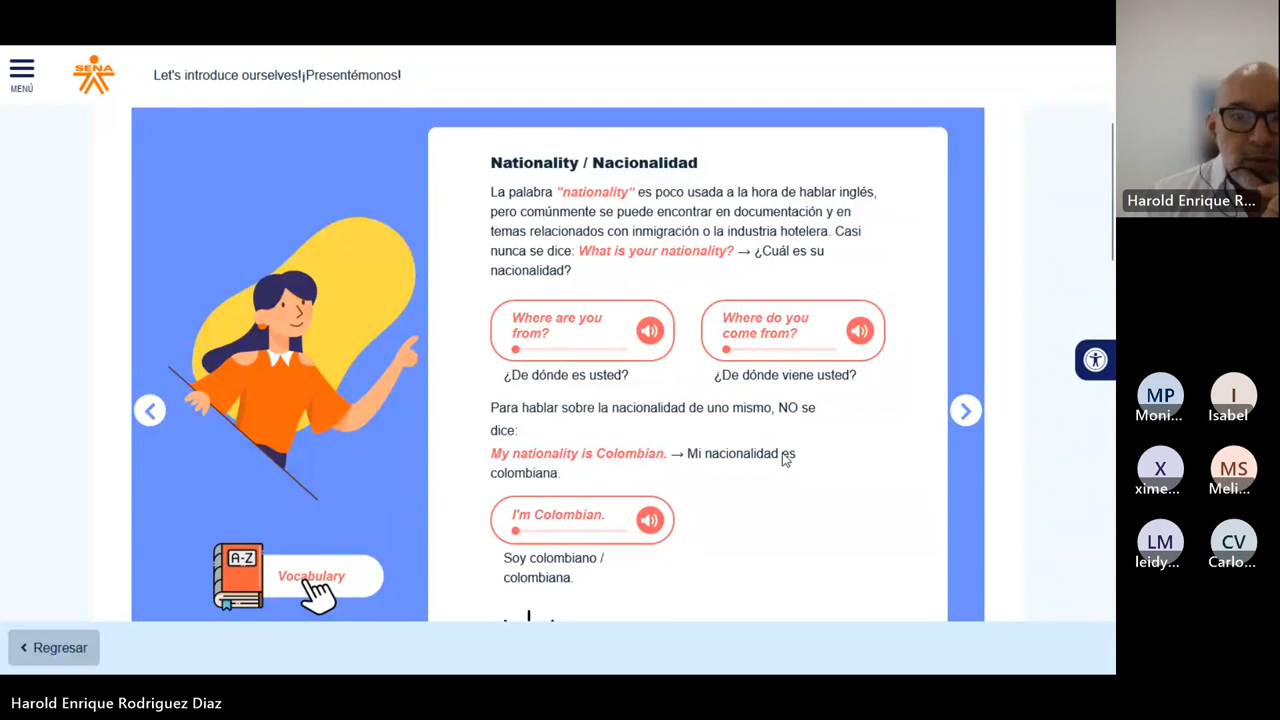 MENÚ
SENA
Let's introduce ourselves!¡Presentémonos!
Nationality / Nacionalidad
La palabra "nationality" es poco usada a la hora de hablar inglés,
pero comúnmente se puede encontrar en documentación y en
temas relacionados con inmigración o la industria hotelera. Casi
nunca se dice: What is your nationality? → ¿Cuál es su
nacionalidad?
Where are you
from?
¿De dónde es usted?
Where do you
come from?
¿De dónde viene usted?
Para hablar sobre la nacionalidad de uno mismo, NO se
dice:
My nationality is Colombian. → Mi nacionalidad es
colombiana.
I'm Colombian.
Soy colombiano /
colombiana.
A-Z
Vocabulary
Regresar
Harold Enrique R...
MP
Moni...
I
Isabel
X
xime...
MS
Meli...
LM
leidy...
CV
Carlo...
Harold Enrique Rodriguez Diaz